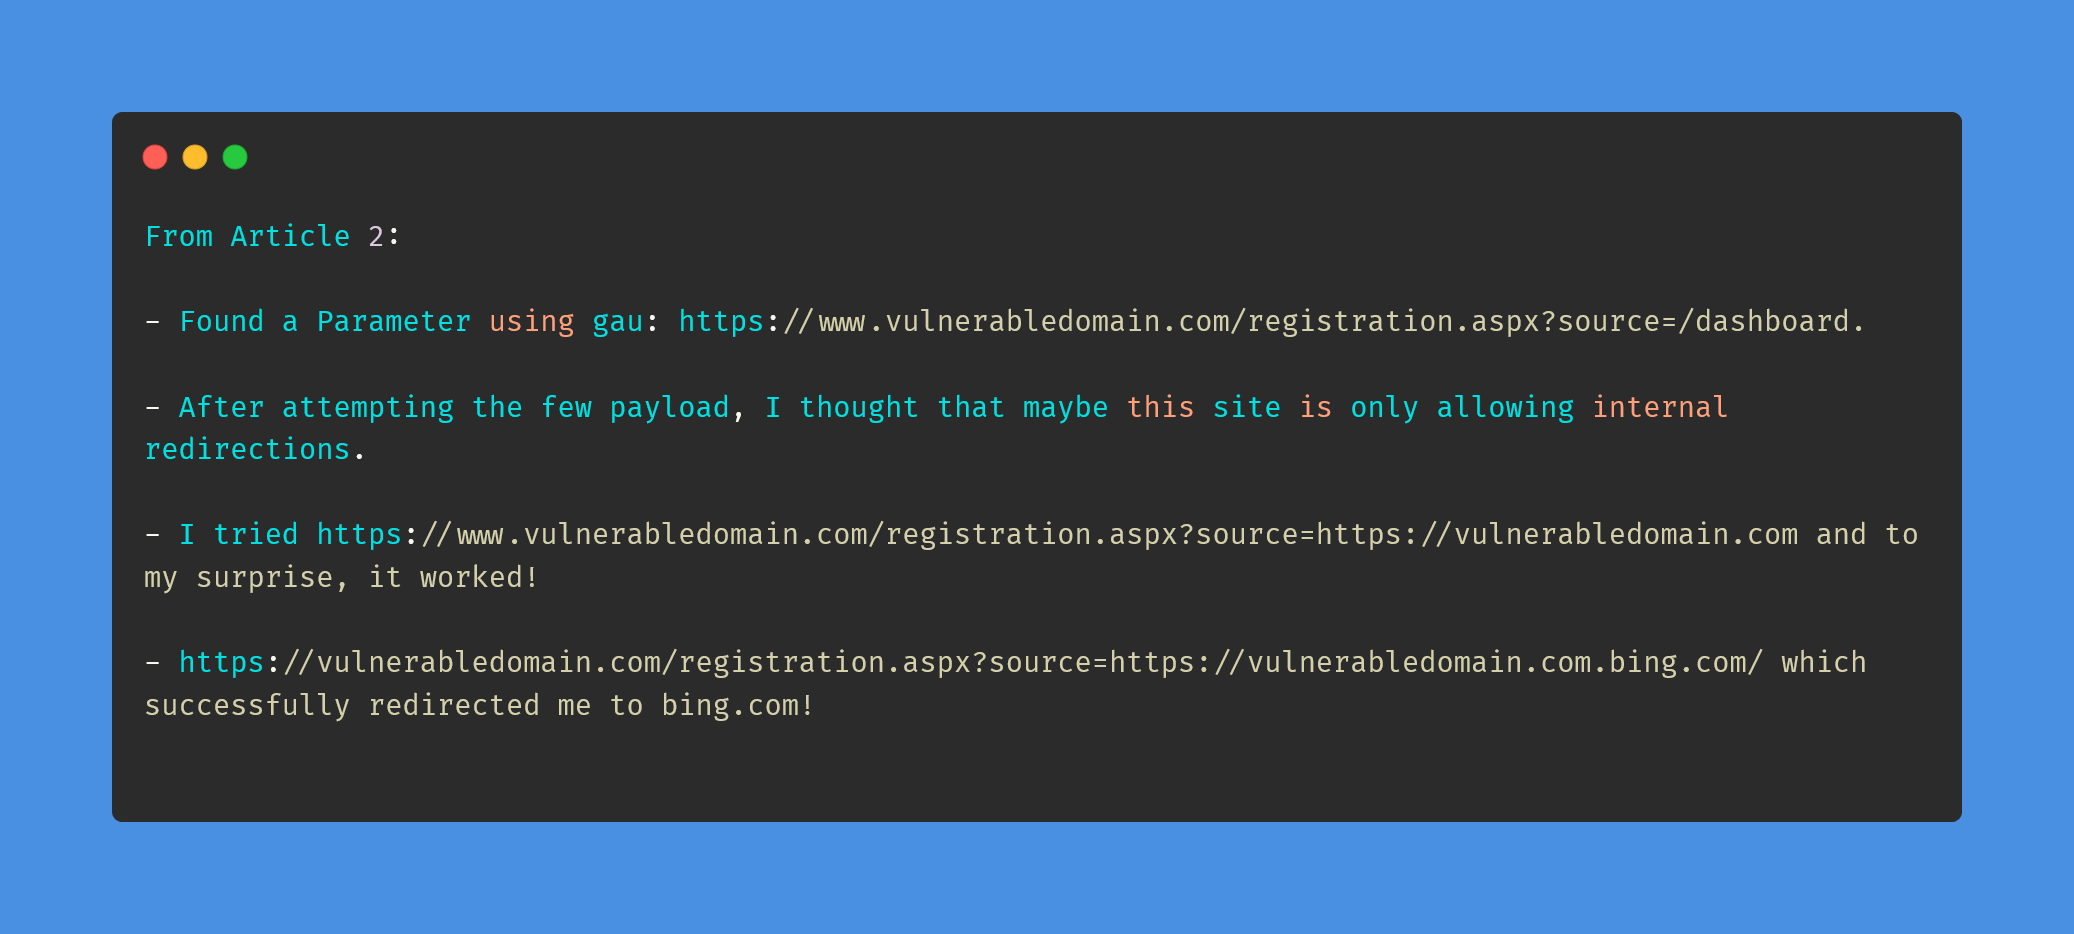 From Article 2:
- Found a Parameter using gau: https://www.vulnerabledomain.com/registration.aspx?source=/dashboard.
- After attempting the few payload, I thought that maybe this site is only allowing internal
redirections.
- I tried https://www.vulnerabledomain.com/registration.aspx?source=https://vulnerabledomain.com and to
my surprise, it worked!
- https://vulnerabledomain.com/registration.aspx?source=https://vulnerabledomain.com.bing.com/ which
successfully redirected me to bing.com!